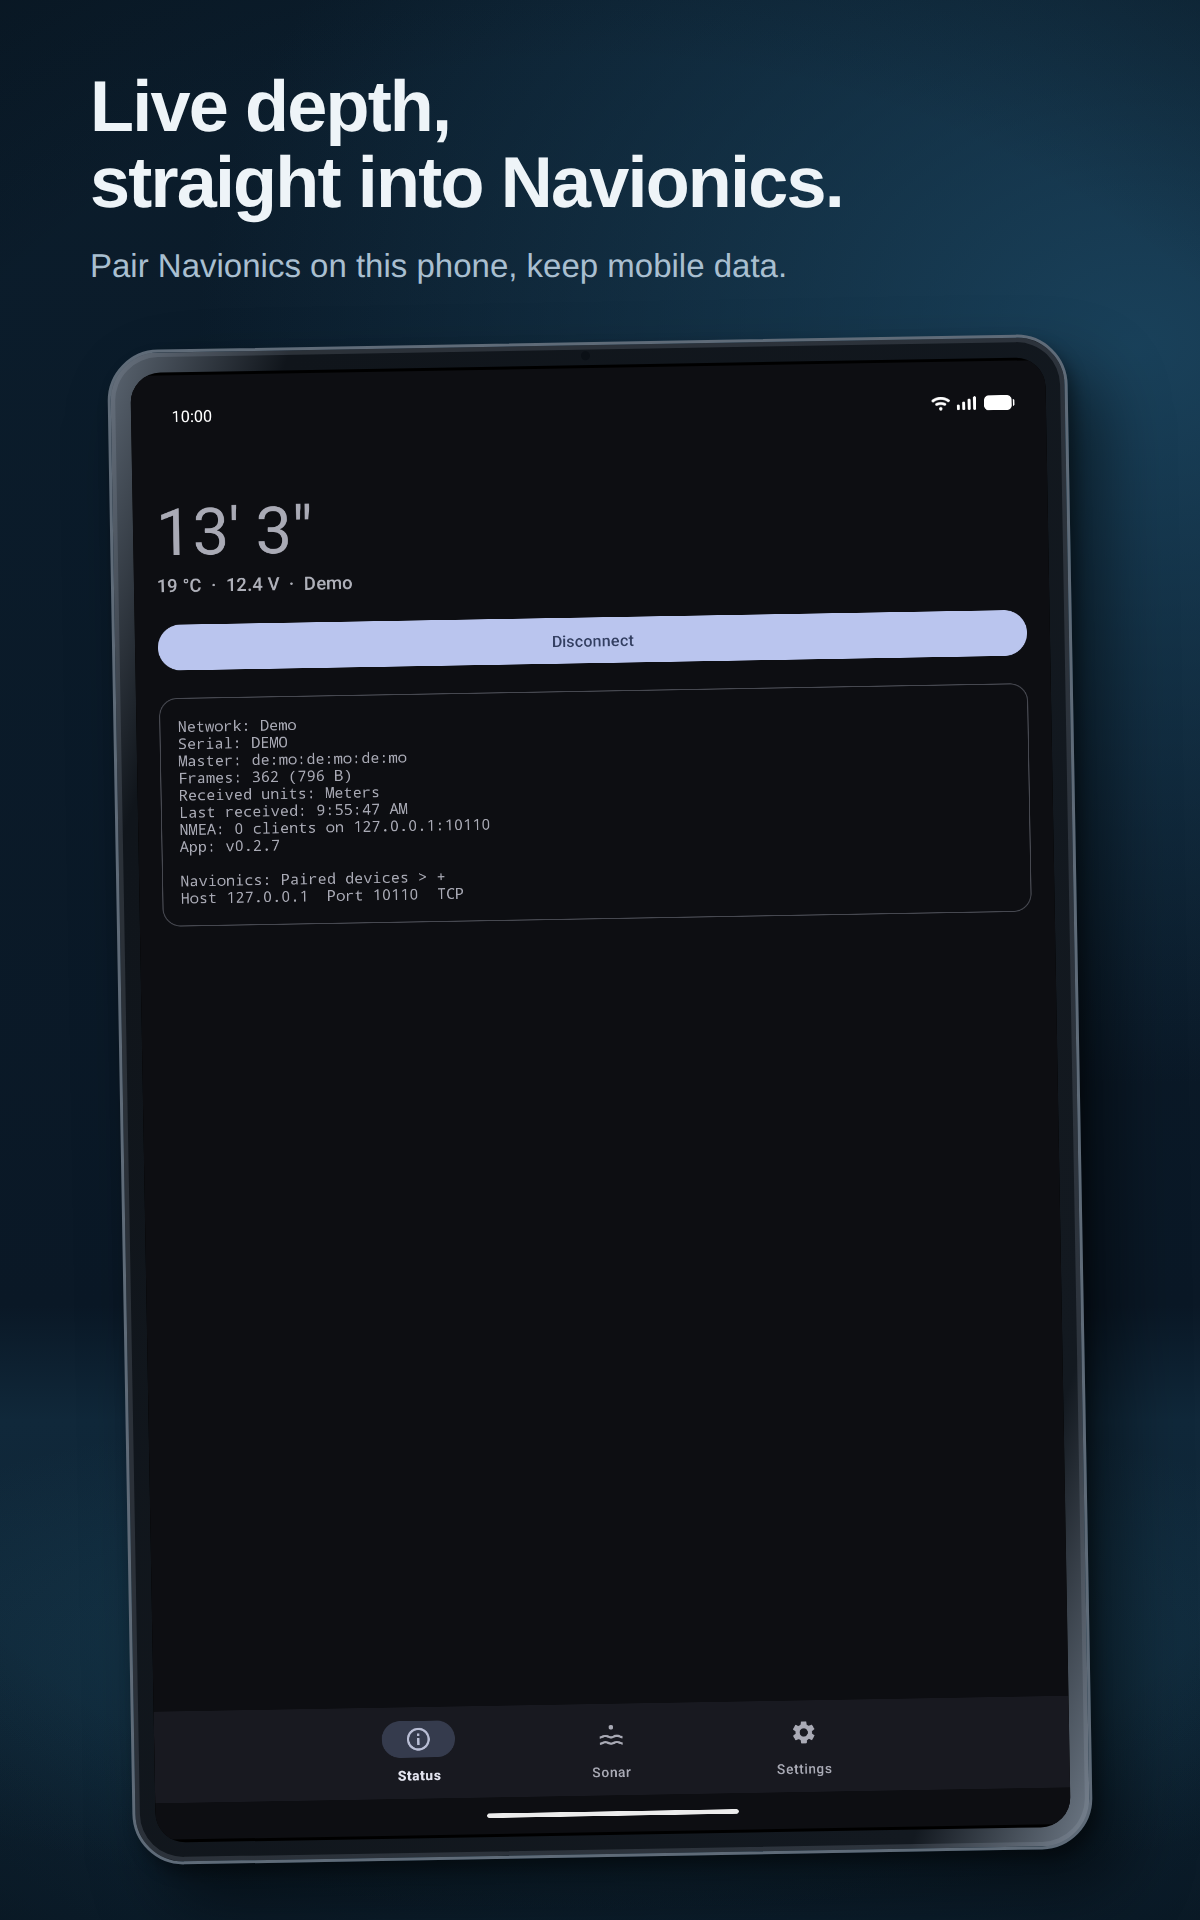 Live depth,
straight into Navionics.
Pair Navionics on this phone, keep mobile data.
10:00
13' 3"
19 °C · 12.4 V · Demo
Disconnect
Network: Demo
Serial: DEMO
Master: de:mo:de:mo:de:mo
Frames: 362 (796 B)
Received units: Meters
Last received: 9:55:47 AM
NMEA: 0 clients on 127.0.0.1:10110
App: v0.2.7
Navionics: Paired devices > +
Host 127.0.0.1  Port 10110  TCP
Status
Sonar
Settings